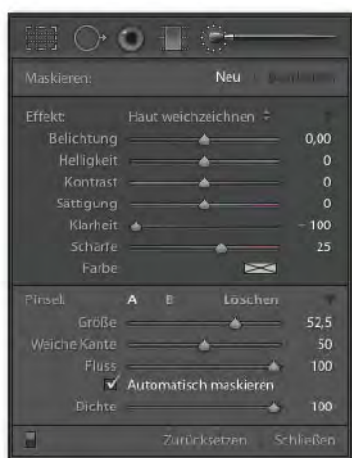 Maskieren: Neu
Effekt: Haut weichzeichnen
Belichtung 0,00
Helligkeit 0
Kontrast 0
Sättigung 0
Klarheit – 100
Schärfe 25
Farbe
Pinsel: A B Löschen
Größe 52,5
Weiche Kante 50
Fluss 100
Automatisch maskieren
Dichte 100
Zurücksetzen Schließen